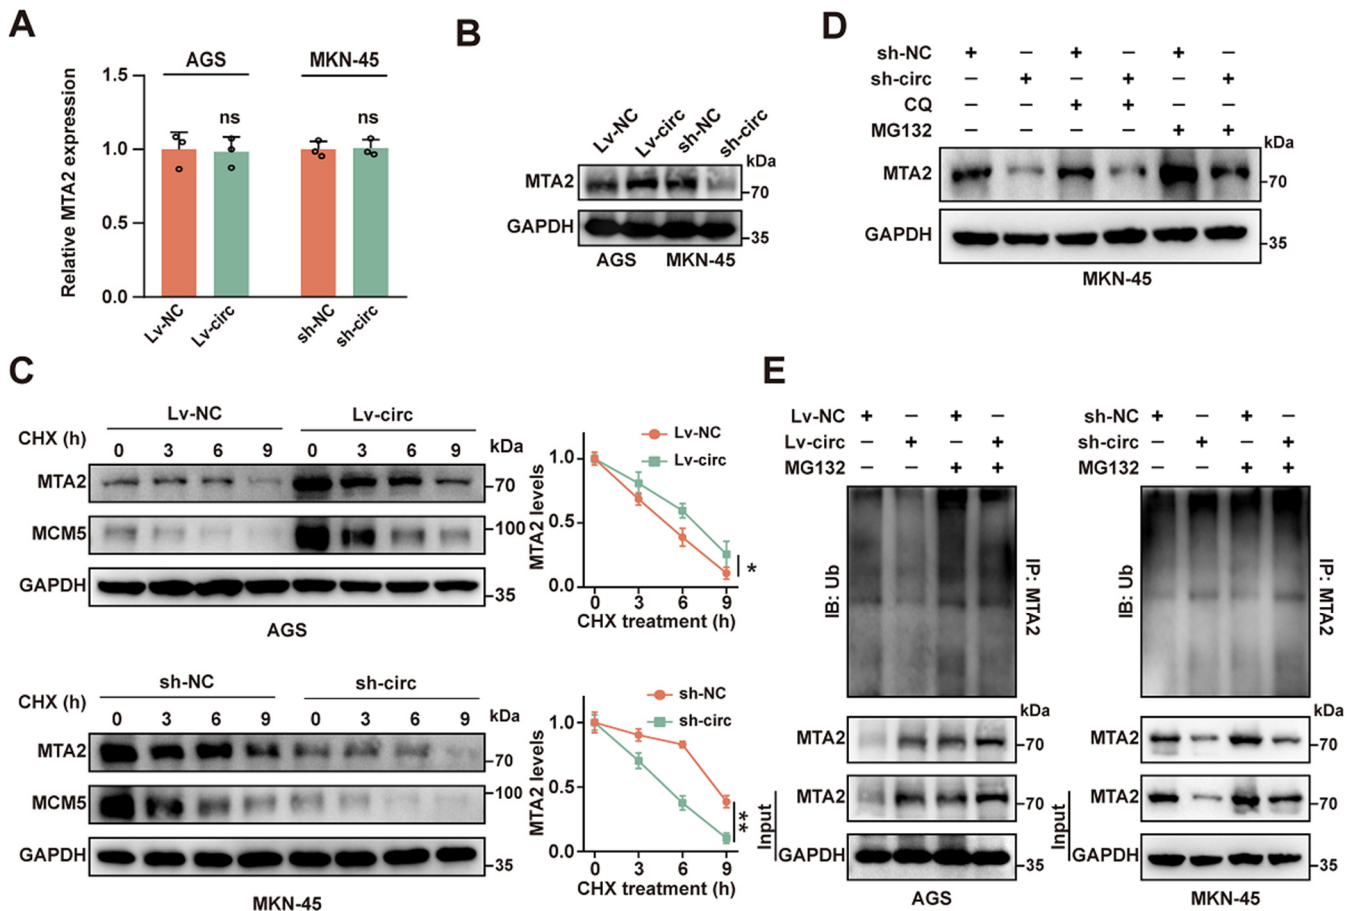 A
AGS MKN-45
Relative MTA2 expression
1.5
1.0
0.5
0.0
ns ns
Lv-NC Lv-circ sh-NC sh-circ
B
Lv-NC Lv-circ sh-NC sh-circ
kDa
MTA2 70
GAPDH 35
AGS MKN-45
D
sh-NC + − + − + −
sh-circ − + − + − +
CQ − − + + − −
MG132 − − − − + +
kDa
MTA2 70
GAPDH 35
MKN-45
C
Lv-NC Lv-circ
CHX (h) 0 3 6 9 0 3 6 9 kDa
MTA2 70
MCM5 100
GAPDH 35
AGS
Lv-NC
Lv-circ
MTA2 levels
1.0
0.5
0.0
*
0 3 6 9
CHX treatment (h)
sh-NC sh-circ
CHX (h) 0 3 6 9 0 3 6 9 kDa
MTA2 70
MCM5 100
GAPDH 35
MKN-45
sh-NC
sh-circ
MTA2 levels
1.0
0.5
0.0
**
0 3 6 9
CHX treatment (h)
E
Lv-NC + − + −
Lv-circ − + − +
MG132 − − + +
IB: Ub
IP: MTA2
kDa
MTA2 70
Input
MTA2 70
GAPDH 35
AGS
sh-NC + − + −
sh-circ − + − +
MG132 − − + +
IB: Ub
IP: MTA2
kDa
MTA2 70
Input
MTA2 70
GAPDH 35
MKN-45